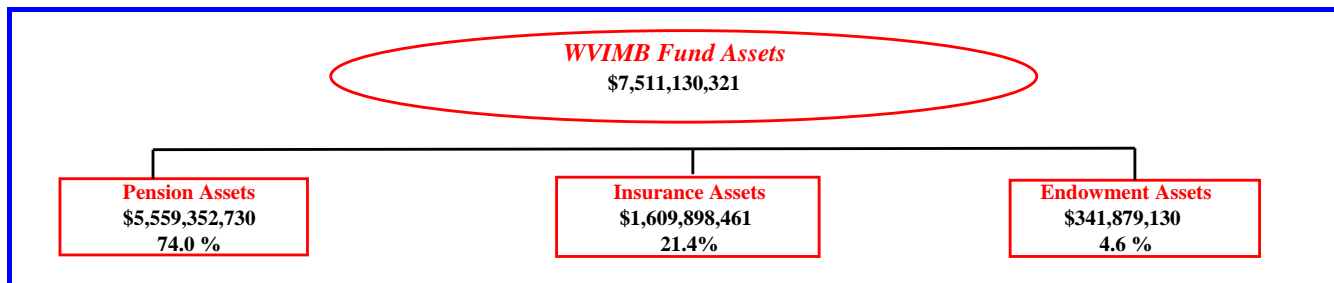 WVIMB Fund Assets
$7,511,130,321
Pension Assets
$5,559,352,730
74.0 %
Insurance Assets
$1,609,898,461
21.4%
Endowment Assets
$341,879,130
4.6 %